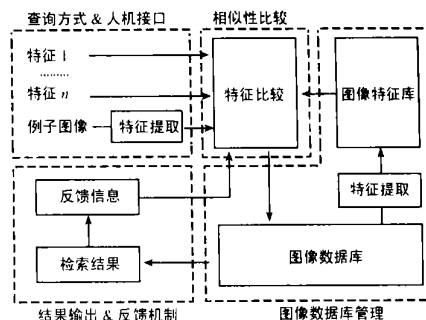 查询方式 & 人机接口
相似性比较
特征 1
………
特征 n
例子图像
特征提取
特征比较
图像特征库
反馈信息
特征提取
检索结果
图像数据库
结果输出 & 反馈机制
图像数据库管理